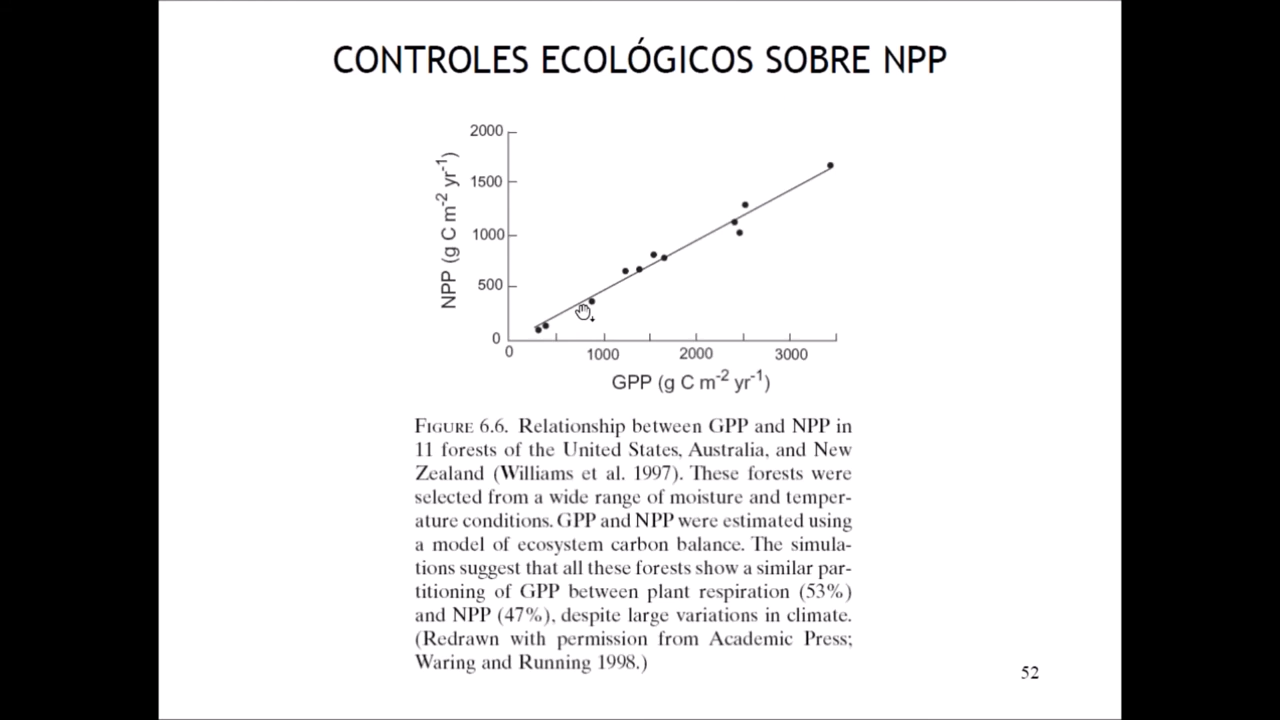 CONTROLES ECOLÓGICOS SOBRE NPP
2000
1500
1000
500
0
NPP (g C m-2 yr-1)
0 1000 2000 3000
GPP (g C m-2 yr-1)
FIGURE 6.6. Relationship between GPP and NPP in
11 forests of the United States, Australia, and New
Zealand (Williams et al. 1997). These forests were
selected from a wide range of moisture and temper-
ature conditions. GPP and NPP were estimated using
a model of ecosystem carbon balance. The simula-
tions suggest that all these forests show a similar par-
titioning of GPP between plant respiration (53%)
and NPP (47%), despite large variations in climate.
(Redrawn with permission from Academic Press;
Waring and Running 1998.)
52